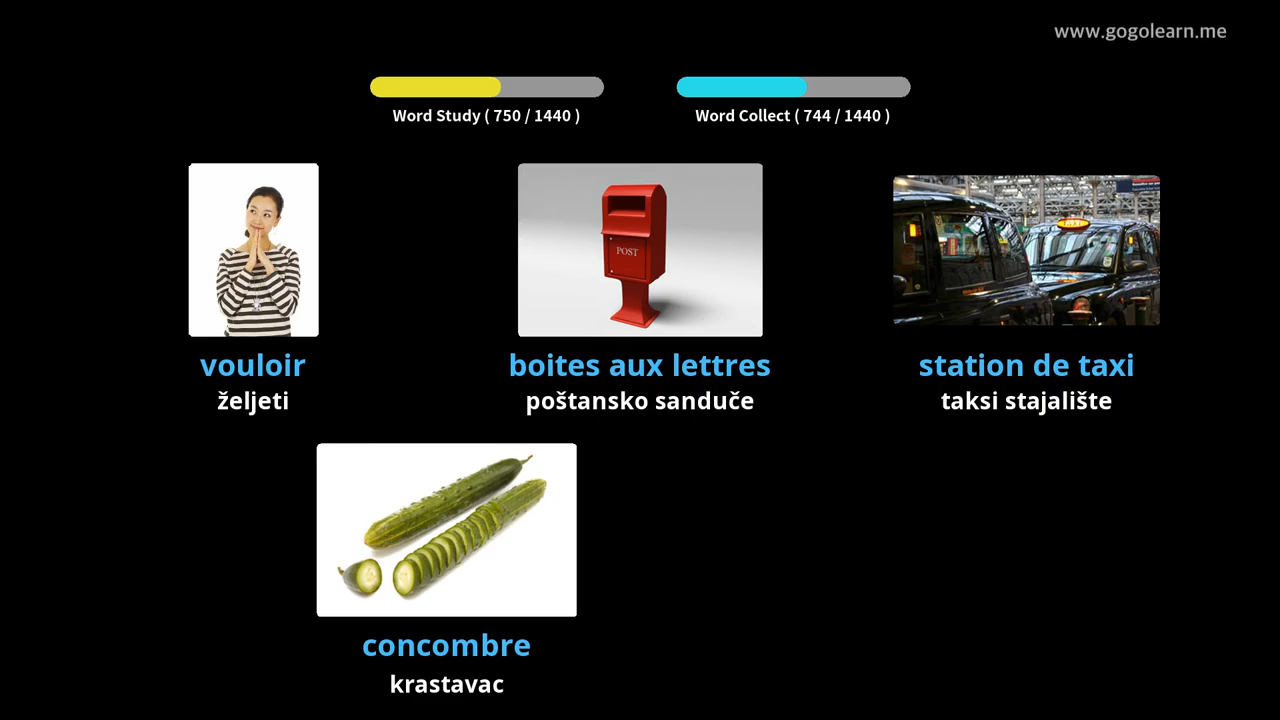 www.gogolearn.me
Word Study ( 750 / 1440 )
Word Collect ( 744 / 1440 )
POST
TAXI
vouloir
boites aux lettres
station de taxi
željeti
poštansko sanduče
taksi stajalište
concombre
krastavac